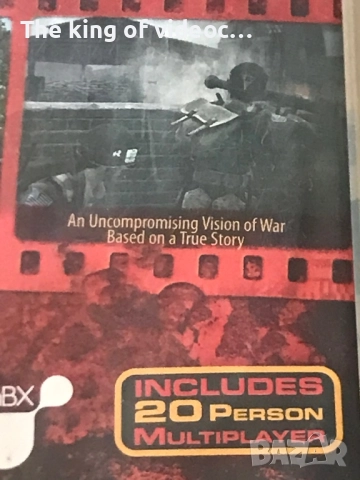 The king of videoc...
An Uncompromising Vision of War
Based on a True Story
BX
INCLUDES
20 PERSON
MULTIPLAYER
BAZAR